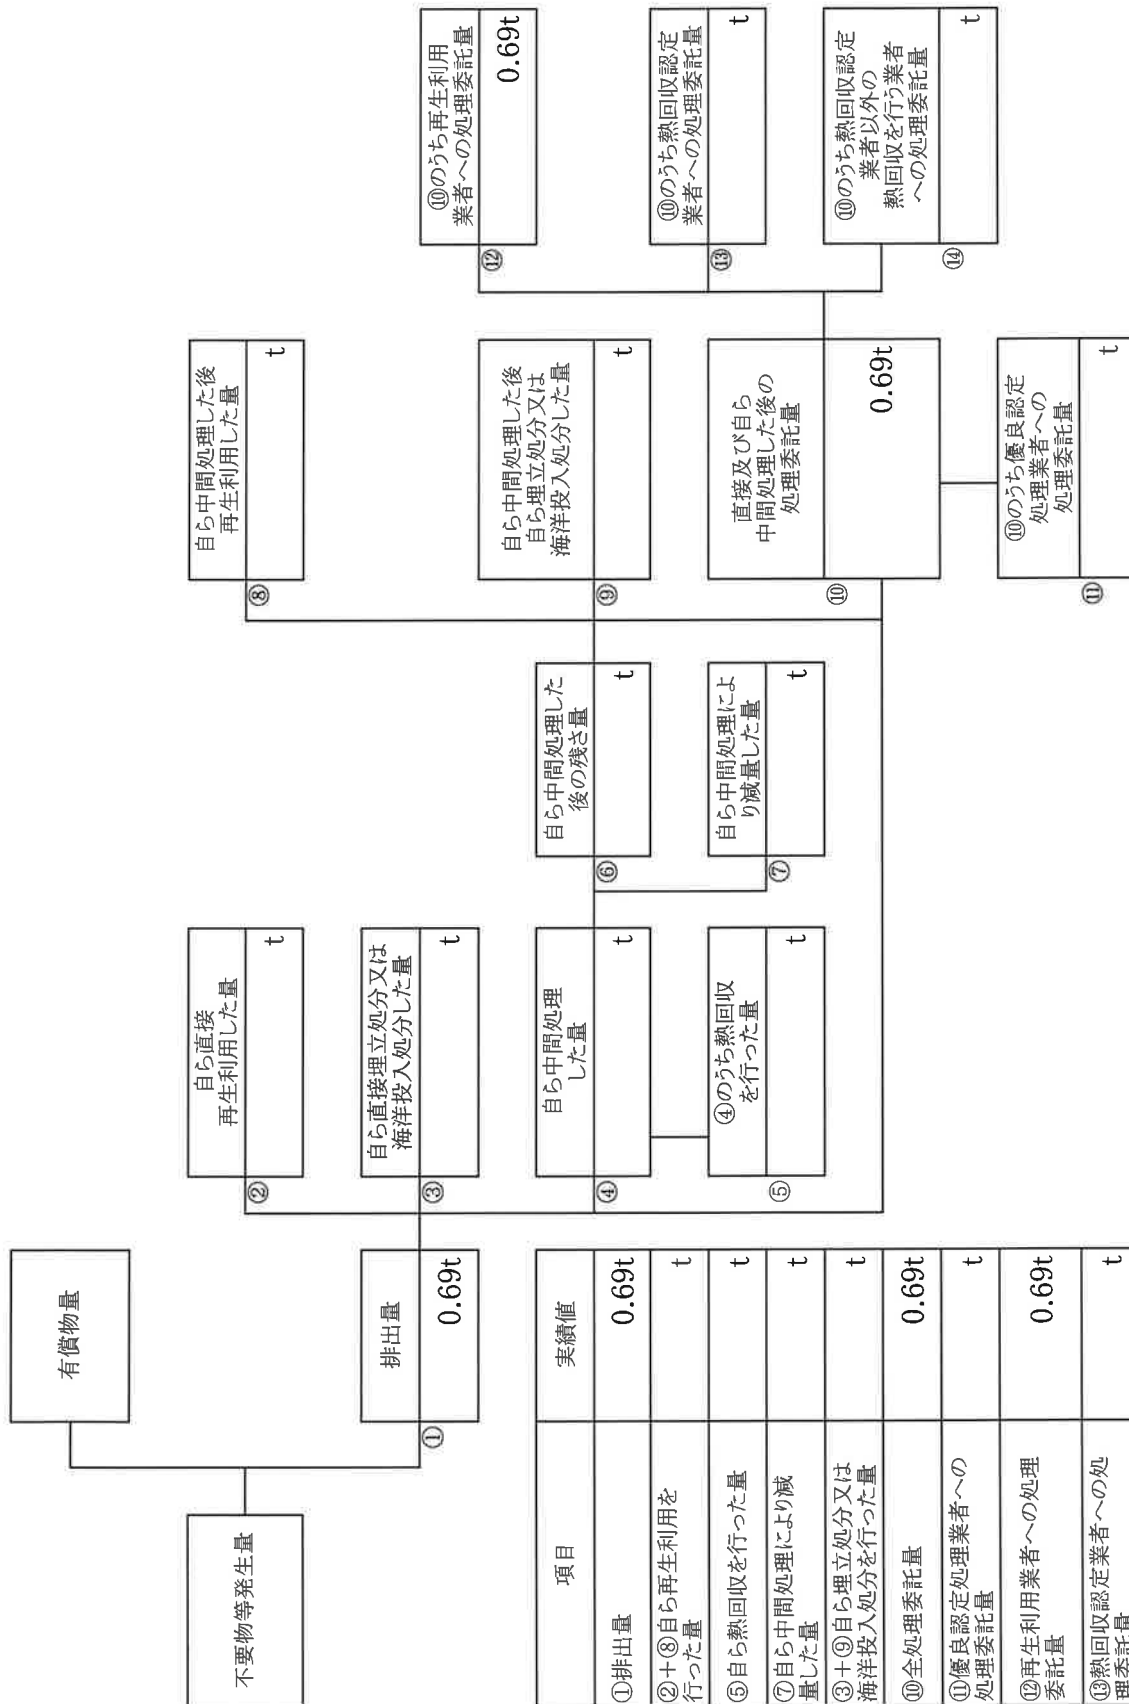 不要物等発生量
有償物量
排出量
①
0.69t
自ら直接
再生利用した量
②
t
自ら直接埋立処分又は
海洋投入処分した量
③
t
自ら中間処理
した量
④
t
④のうち熱回収
を行った量
⑤
t
自ら中間処理した
後の残さ量
⑥
t
自ら中間処理によ
り減量した量
⑦
t
自ら中間処理した後
再生利用した量
⑧
t
自ら中間処理した後
自ら埋立処分又は
海洋投入処分した量
⑨
t
直接及び自ら
中間処理した後の
処理委託量
⑩
0.69t
⑩のうち優良認定
処理業者への
処理委託量
⑪
t
⑩のうち再生利用
業者への処理委託量
⑫
0.69t
⑩のうち熱回収認定
業者への処理委託量
⑬
t
⑩のうち熱回収認定
業者以外の
熱回収を行う業者
への処理委託量
⑭
t
項目 実績値
①排出量 0.69t
②+⑧自ら再生利用を
行った量 t
⑤自ら熱回収を行った量 t
⑦自ら中間処理により減
量した量 t
③+⑨自ら埋立処分又は
海洋投入処分を行った量 t
⑩全処理委託量 0.69t
⑪優良認定処理業者への
処理委託量 t
⑫再生利用業者への処理
委託量 0.69t
⑬熱回収認定業者への処
理委託量 t